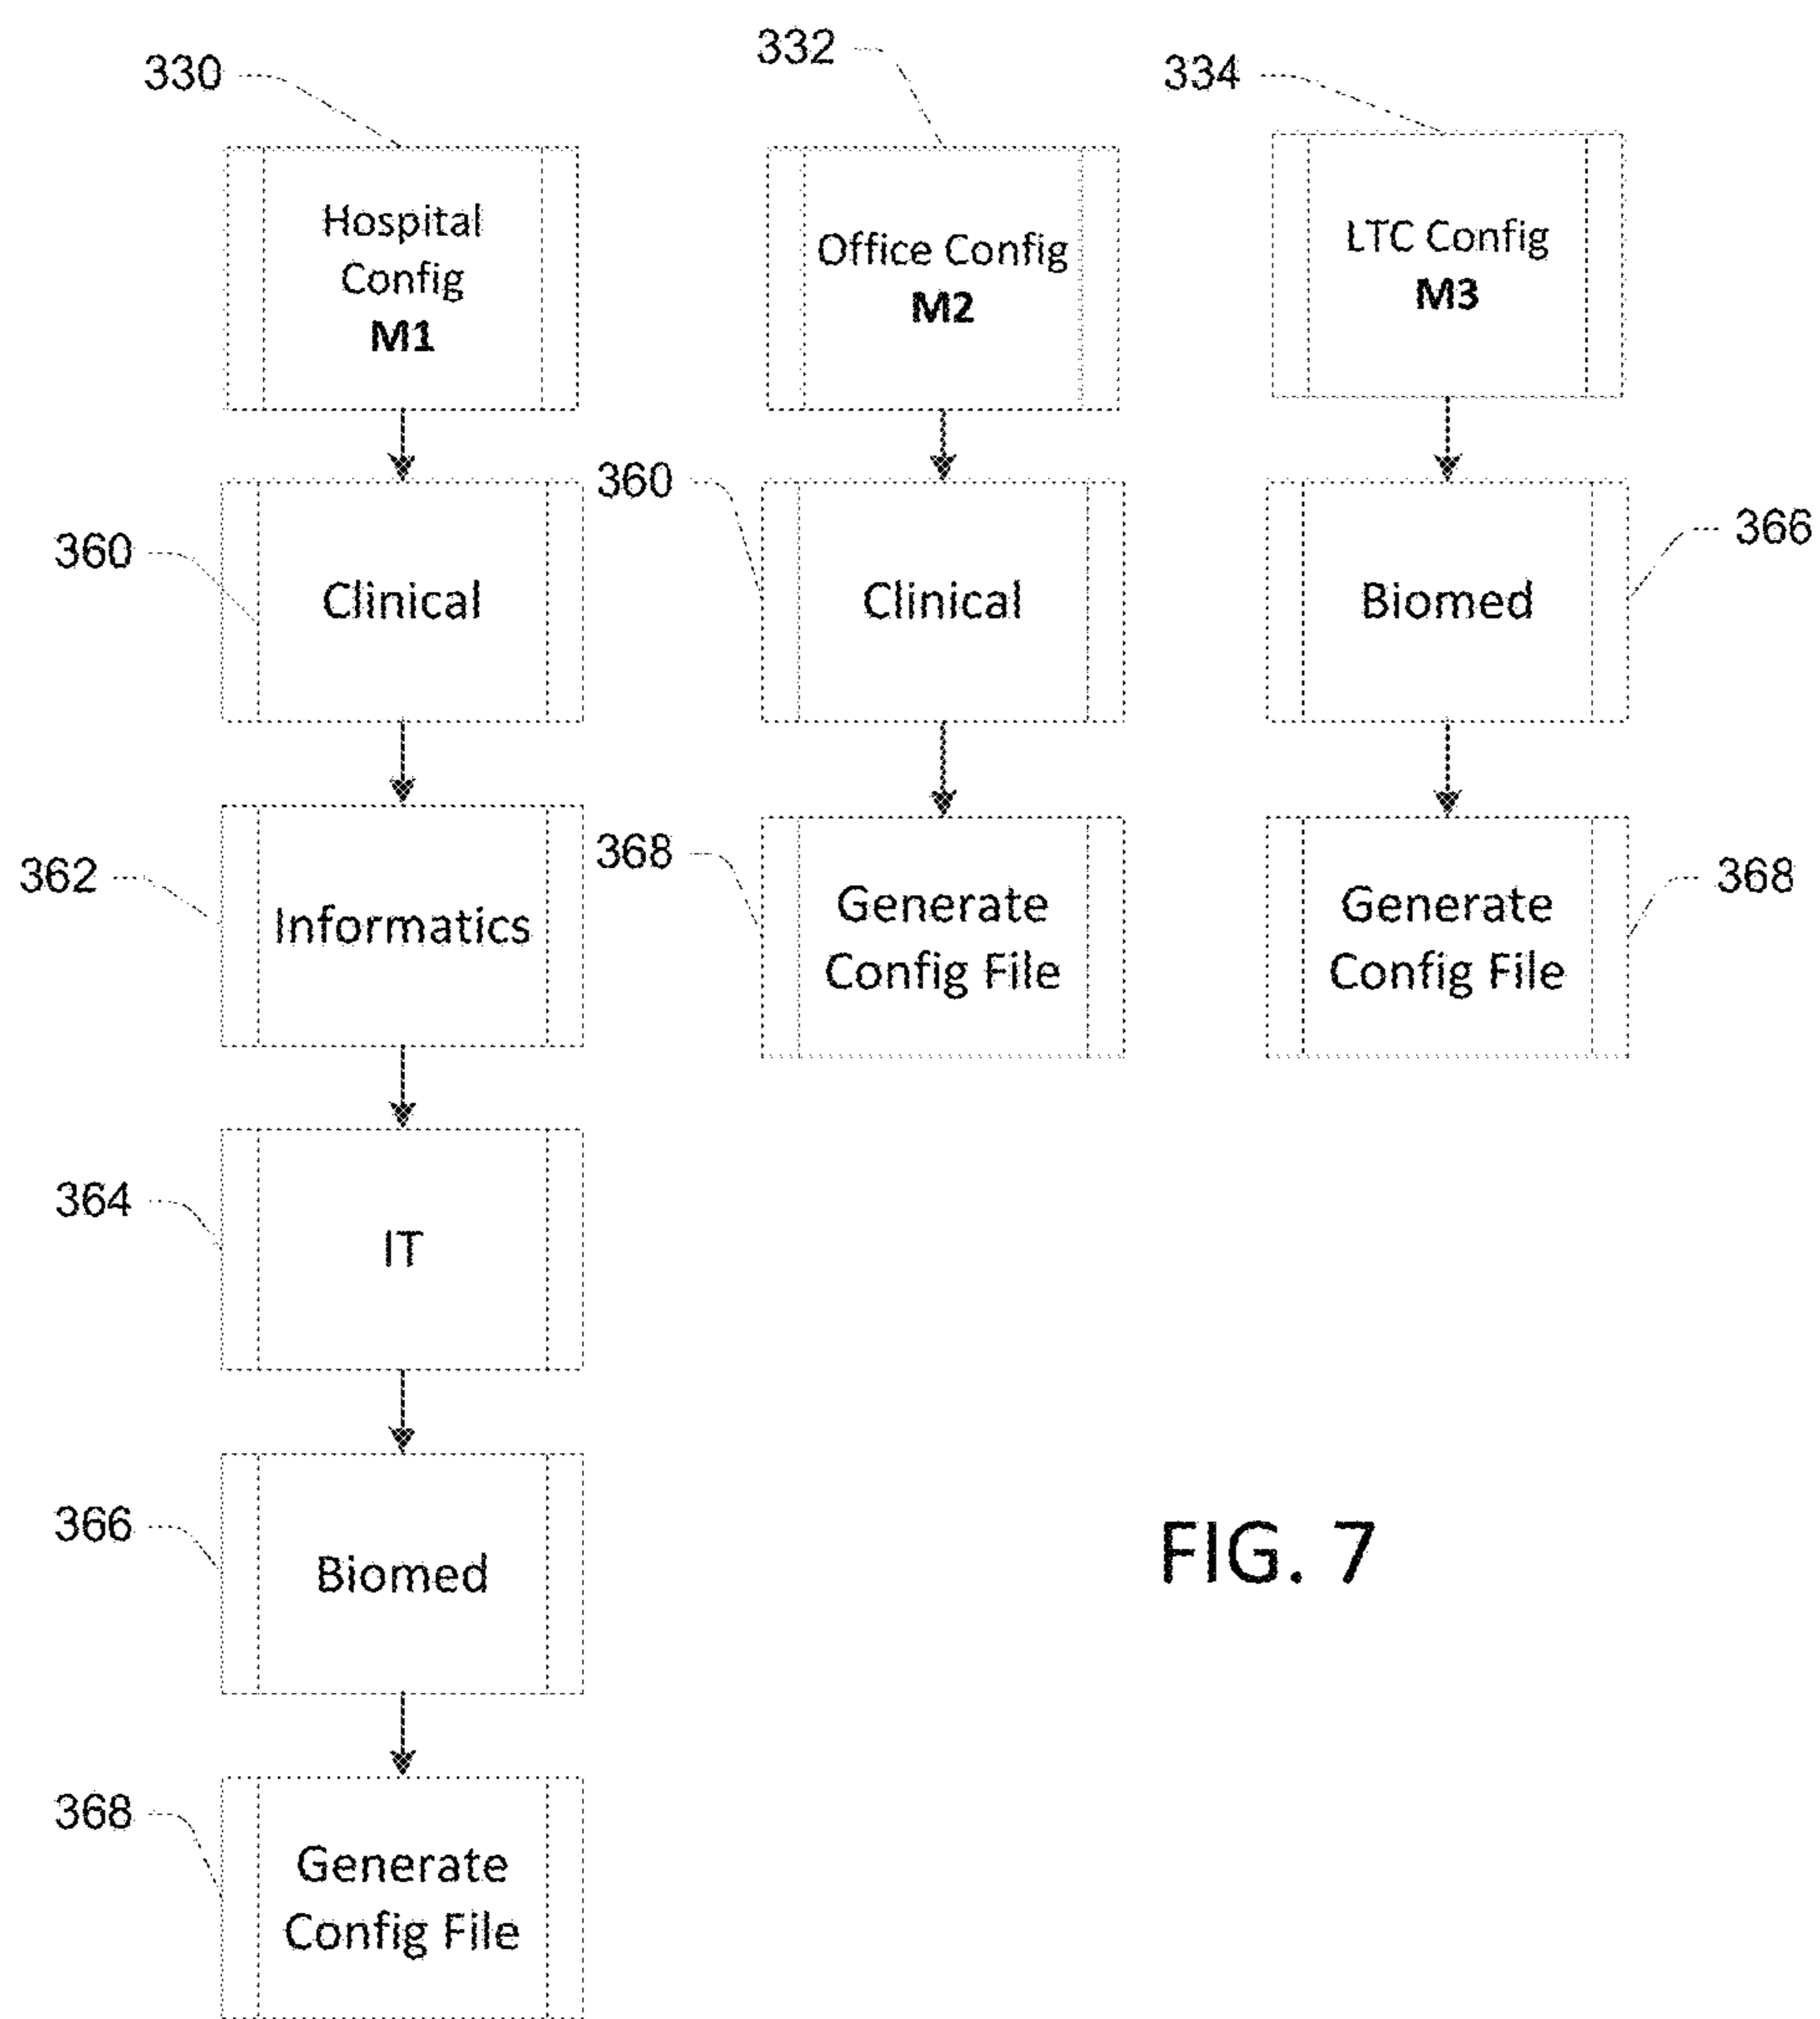 330
332
334
Hospital
Config
M1
Office Config
M2
LTC Config
M3
360
Clinical
360
Clinical
366
Biomed
362
Informatics
368
Generate
Config File
368
Generate
Config File
364
IT
366
Biomed
368
Generate
Config File
FIG. 7